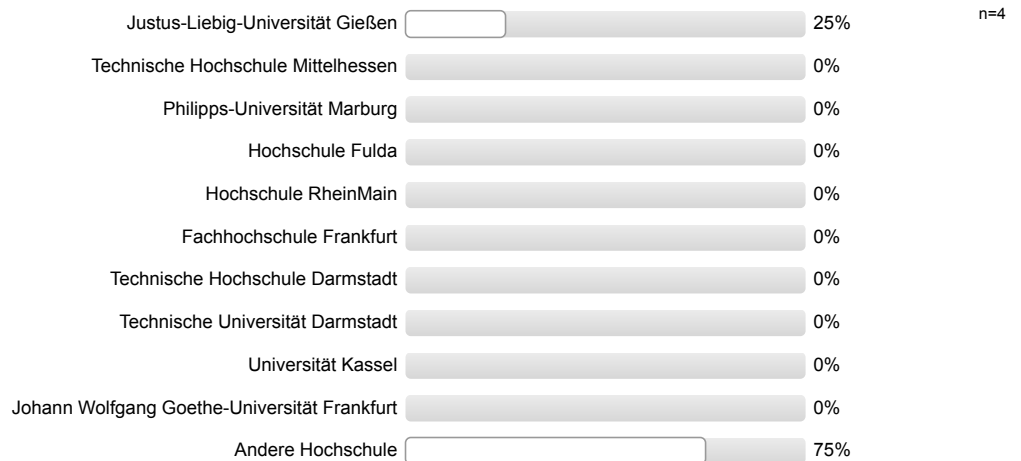 Justus-Liebig-Universität Gießen 25% n=4
Technische Hochschule Mittelhessen 0%
Philipps-Universität Marburg 0%
Hochschule Fulda 0%
Hochschule RheinMain 0%
Fachhochschule Frankfurt 0%
Technische Hochschule Darmstadt 0%
Technische Universität Darmstadt 0%
Universität Kassel 0%
Johann Wolfgang Goethe-Universität Frankfurt 0%
Andere Hochschule 75%